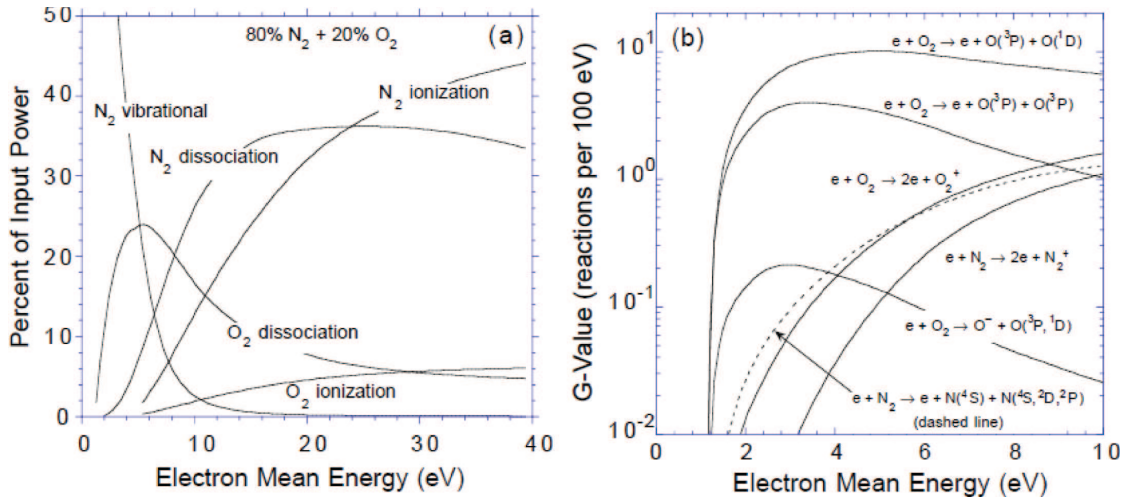 80% N₂ + 20% O₂
(a)
50
40
30
20
10
0
Percent of Input Power
N₂ vibrational
N₂ dissociation
N₂ ionization
O₂ dissociation
O₂ ionization
0
10
20
30
40
Electron Mean Energy (eV)
(b)
10¹
10⁰
10⁻¹
10⁻²
G-Value (reactions per 100 eV)
e + O₂ → e + O(³P) + O(¹D)
e + O₂ → e + O(³P) + O(³P)
e + O₂ → 2e + O₂⁺
e + N₂ → 2e + N₂⁺
e + O₂ → O⁻ + O(³P, ¹D)
e + N₂ → e + N(⁴S) + N(⁴S, ²D, ²P)
(dashed line)
0
2
4
6
8
10
Electron Mean Energy (eV)